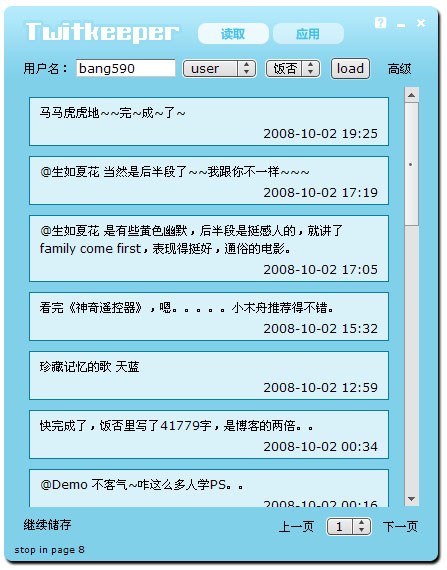 Twitkeeper 读取 应用 ?
用户名： bang590 user 饭否 load 高级
马马虎虎地~~完~成~了~
2008-10-02 19:25
@生如夏花 当然是后半段了~~我跟你不一样~~~
2008-10-02 17:19
@生如夏花 是有些黄色幽默，后半段是挺感人的，就讲了
family come first，表现得挺好，通俗的电影。
2008-10-02 17:05
看完《神奇遥控器》，嗯。。。。。小木舟推荐得不错。
2008-10-02 15:32
珍藏记忆的歌 天蓝
2008-10-02 12:59
快完成了，饭否里写了41779字，是博客的两倍。。
2008-10-02 00:34
@Demo 不客气~咋这么多人学PS。。
2008-10-02 00:16
继续储存 上一页 1 下一页
stop in page 8